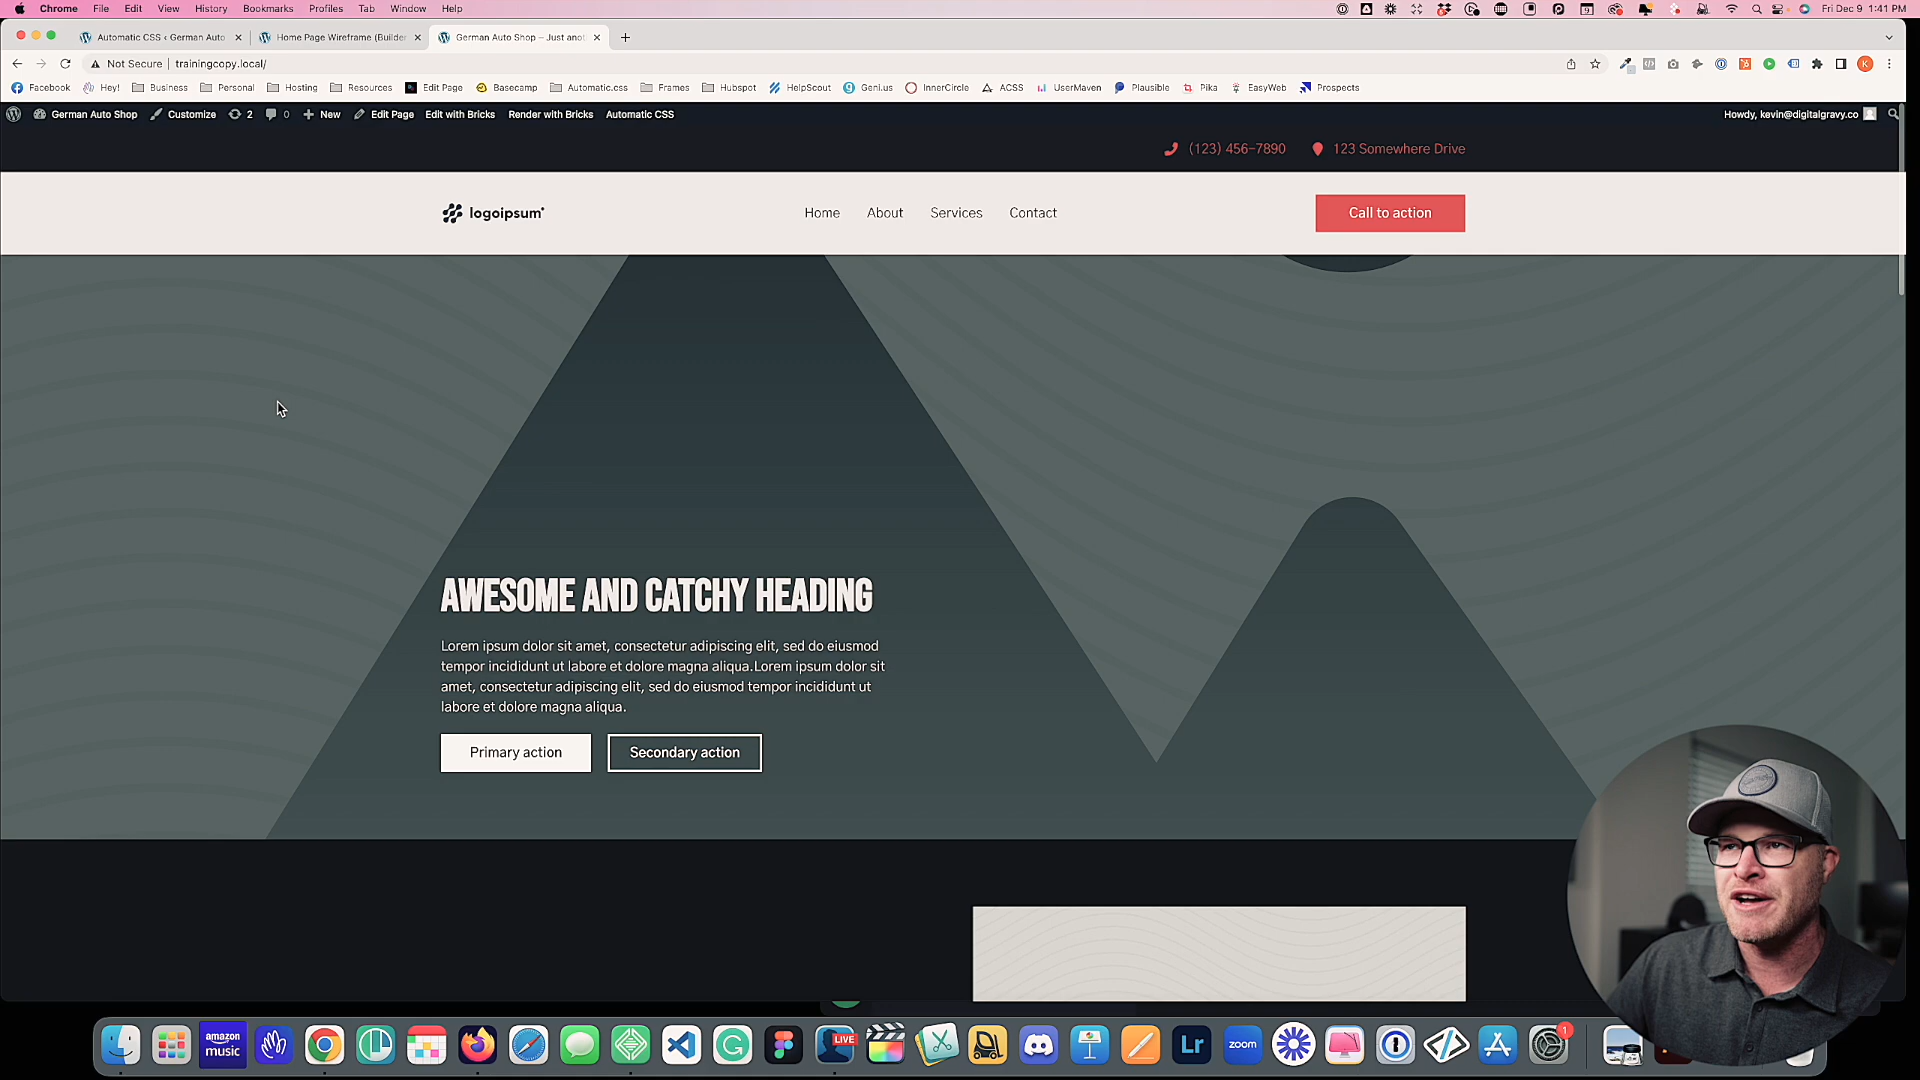 Chrome File Edit View History Bookmarks Profiles Tab Window Help Fri Dec 9 1:41 PM
Automatic CSS ‹ German Auto Home Page Wireframe (Builder German Auto Shop – Just anot
Not Secure trainingcopy.local/
Facebook Hey! Business Personal Hosting Resources Edit Page Basecamp Automatic.css Frames Hubspot HelpScout Geni.us InnerCircle ACSS UserMaven Plausible Pika EasyWeb Prospects
German Auto Shop Customize 2 0 New Edit Page Edit with Bricks Render with Bricks Automatic CSS Howdy, kevin@digitalgravy.co
(123) 456-7890 123 Somewhere Drive
logoipsum Home About Services Contact Call to action
AWESOME AND CATCHY HEADING
Lorem ipsum dolor sit amet, consectetur adipiscing elit, sed do eiusmod
tempor incididunt ut labore et dolore magna aliqua.Lorem ipsum dolor sit
amet, consectetur adipiscing elit, sed do eiusmod tempor incididunt ut
labore et dolore magna aliqua.
Primary action Secondary action
amazon music LIVE Lr zoom 1